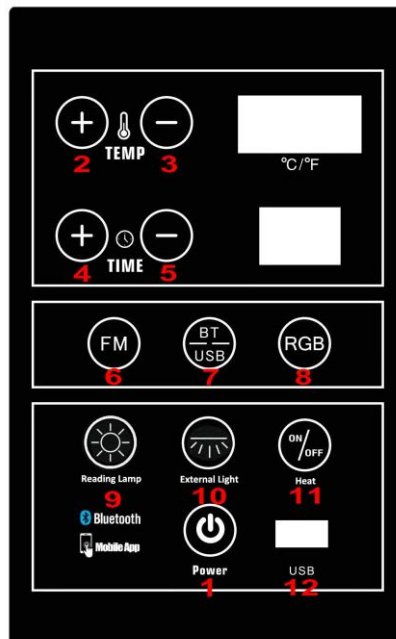 + −
2 TEMP 3
°C/°F
+ −
4 TIME 5
FM BT USB RGB
6 7 8
ON/OFF
Reading Lamp External Light Heat
9 10 11
Bluetooth
Mobile App
Power USB
1 12